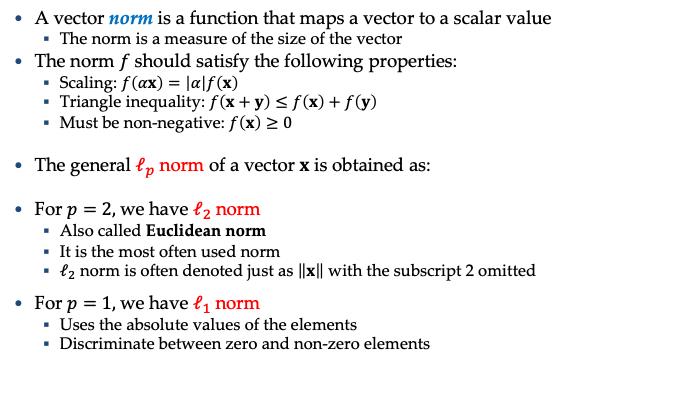 • A vector norm is a function that maps a vector to a scalar value
▪ The norm is a measure of the size of the vector
• The norm 𝑓 should satisfy the following properties:
▪ Scaling: 𝑓(𝛼𝐱) = |𝛼|𝑓(𝐱)
▪ Triangle inequality: 𝑓(𝐱 + 𝐲) ≤ 𝑓(𝐱) + 𝑓(𝐲)
▪ Must be non-negative: 𝑓(𝐱) ≥ 0
• The general ℓₚ norm of a vector 𝐱 is obtained as:
• For 𝑝 = 2, we have ℓ₂ norm
▪ Also called Euclidean norm
▪ It is the most often used norm
▪ ℓ₂ norm is often denoted just as ‖𝐱‖ with the subscript 2 omitted
• For 𝑝 = 1, we have ℓ₁ norm
▪ Uses the absolute values of the elements
▪ Discriminate between zero and non-zero elements